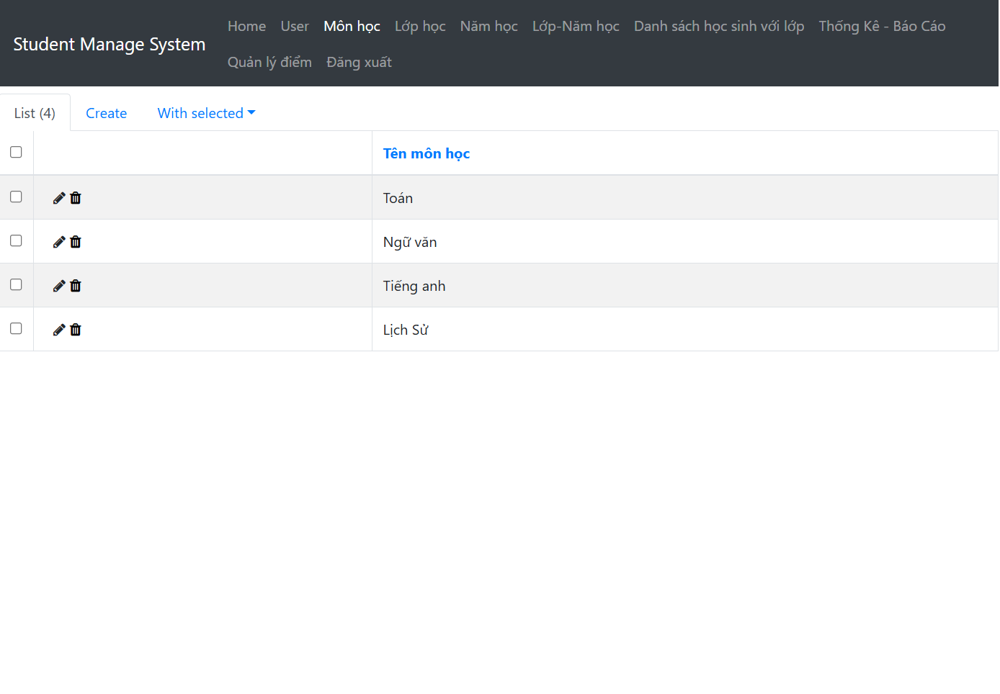 Student Manage System
Home User Môn học Lớp học Năm học Lớp-Năm học Danh sách học sinh với lớp Thống Kê - Báo Cáo
Quản lý điểm Đăng xuất
List (4) Create With selected
Tên môn học
Toán
Ngữ văn
Tiếng anh
Lịch Sử